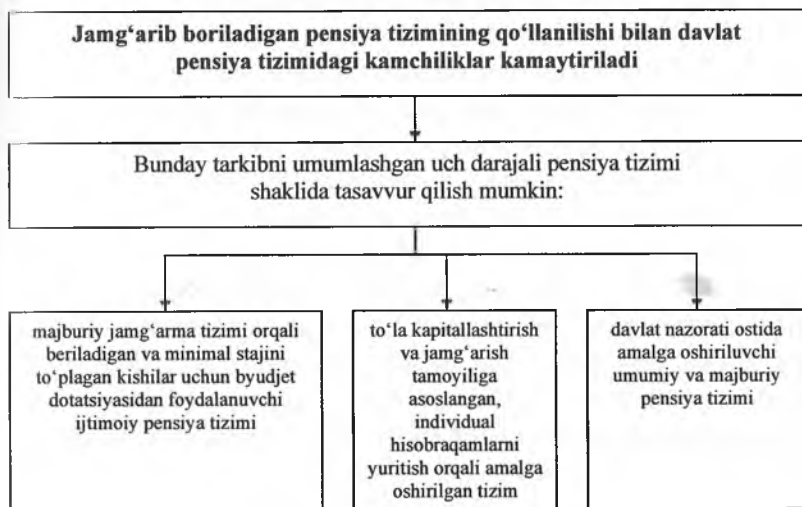 Jamg‘arib boriladigan pensiya tizimining qo‘llanilishi bilan davlat
pensiya tizimidagi kamchiliklar kamaytiriladi
Bunday tarkibni umumlashgan uch darajali pensiya tizimi
shaklida tasavvur qilish mumkin:
majburiy jamg‘arma tizimi orqali
beriladigan va minimal stajini
to‘plagan kishilar uchun byudjet
dotatsiyasidan foydalanuvchi
ijtimoiy pensiya tizimi
to‘la kapitallashtirish
va jamg‘arish
tamoyiliga
asoslangan,
individual
hisobraqamlarni
yuritish orqali amalga
oshirilgan tizim
davlat nazorati ostida
amalga oshiriluvchi
umumiy va majburiy
pensiya tizimi